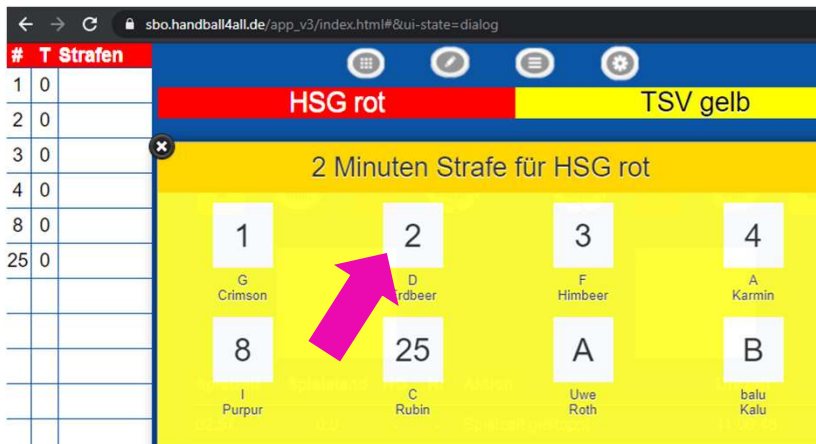 sbo.handball4all.de/app_v3/index.html#&ui-state=dialog
# T Strafen
1 0
2 0
3 0
4 0
8 0
25 0
HSG rot TSV gelb
2 Minuten Strafe für HSG rot
1 2 3 4
G D F A
Crimson Erdbeer Himbeer Karmin
8 25 A B
I C Uwe balu
Purpur Rubin Roth Kalu